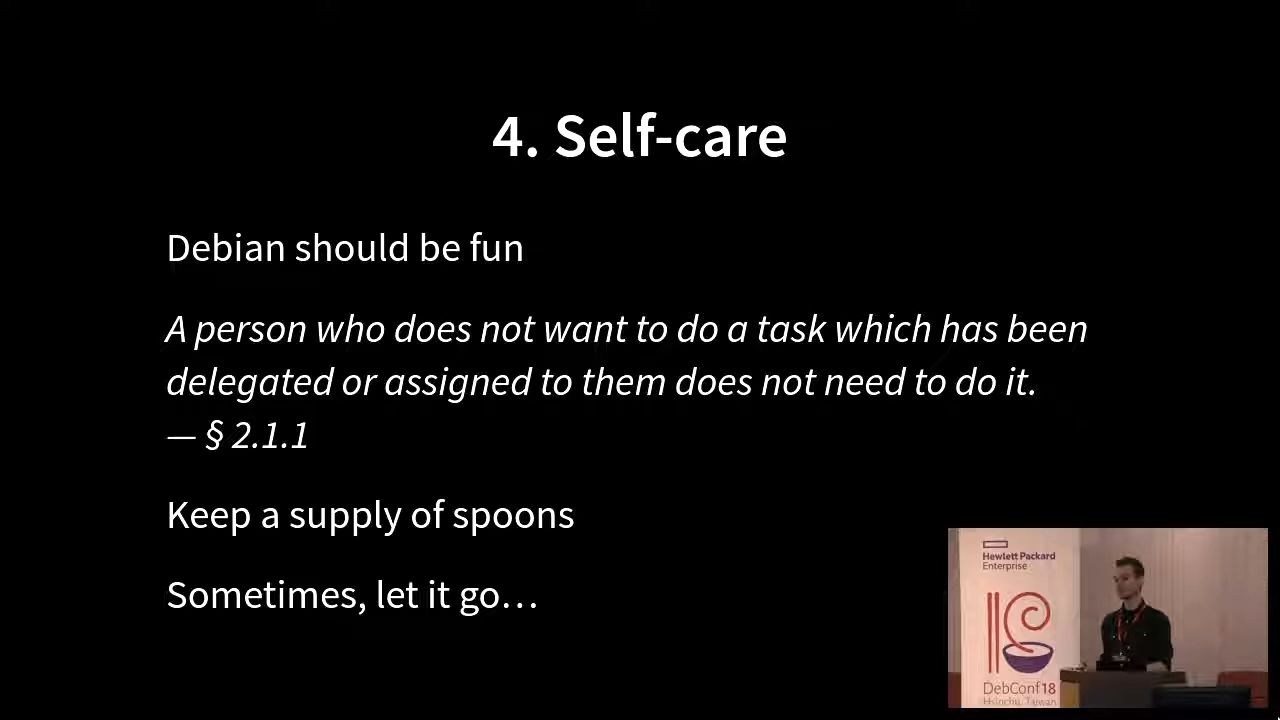 4. Self-care
Debian should be fun
A person who does not want to do a task which has been
delegated or assigned to them does not need to do it.
— § 2.1.1
Keep a supply of spoons
Sometimes, let it go…
Hewlett Packard
Enterprise
DebConf18
Hsinchu, Taiwan